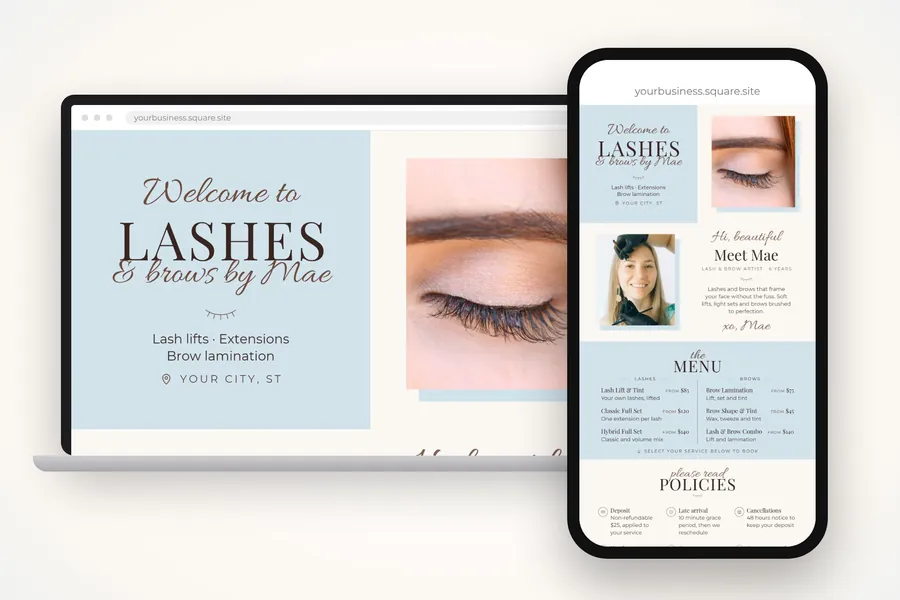 yourbusiness.square.site
Welcome to
LASHES
& brows by Mae
Lash lifts · Extensions
Brow lamination
YOUR CITY, ST
yourbusiness.square.site
Welcome to
LASHES
& brows by Mae
Lash lifts · Extensions
Brow lamination
YOUR CITY, ST
Hi, beautiful
Meet Mae
LASH & BROW ARTIST · 6 YEARS
Lashes and brows that frame
your face without the fuss. Soft
lifts, light sets and brows brushed
to perfection.
xo, Mae
the
MENU
LASHES
Lash Lift & Tint FROM $85
Your own lashes, lifted
Classic Full Set FROM $120
One extension per lash
Hybrid Full Set FROM $140
Classic and volume mix
BROWS
Brow Lamination FROM $75
Lift, set and tint
Brow Shape & Tint FROM $45
Wax, tweeze and tint
Lash & Brow Combo FROM $140
Lift and lamination
SELECT YOUR SERVICE BELOW TO BOOK
please read
POLICIES
Deposit
Non-refundable
$25, applied to
your service
Late arrival
10 minute grace
period, then we
reschedule
Cancellations
48 hours notice to
keep your deposit